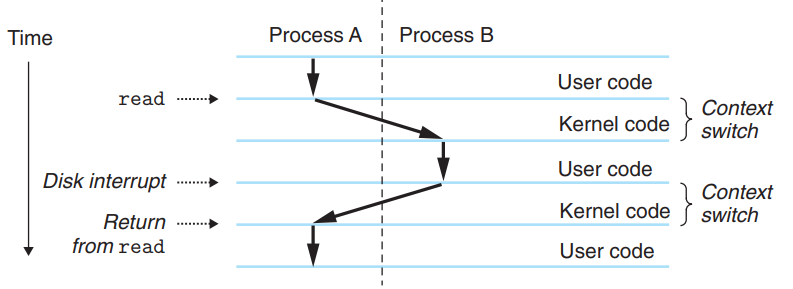 Time
Process A
Process B
User code
read
Kernel code
Context
switch
User code
Disk interrupt
Kernel code
Context
switch
Return
from read
User code